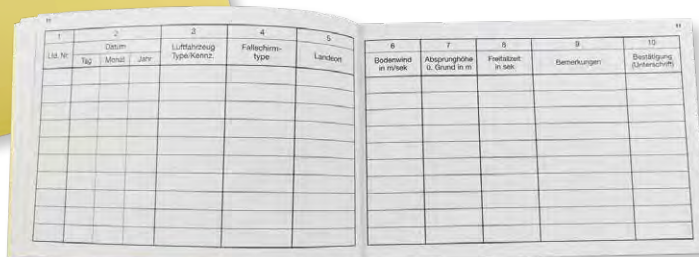 1 2 3 4 5
Lfd. Nr. Datum Luftfahrzeug Fallschirm- Landeort
Tag Monat Jahr Type/Kennz. type
6 7 8 9 10
Bodenwind Absprunghöhe Freifallzeit Bemerkungen Bestätigung
in m/sek ü. Grund in m in sek (Unterschrift)